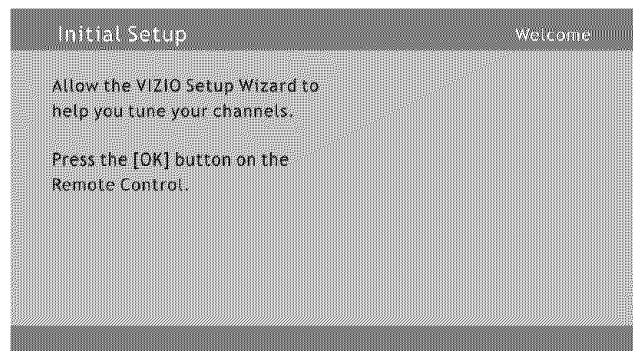 Initial Setup
Welcome
Allow the VIZIO Setup Wizard to
help you tune your channels.
Press the [OK] button on the
Remote Control.